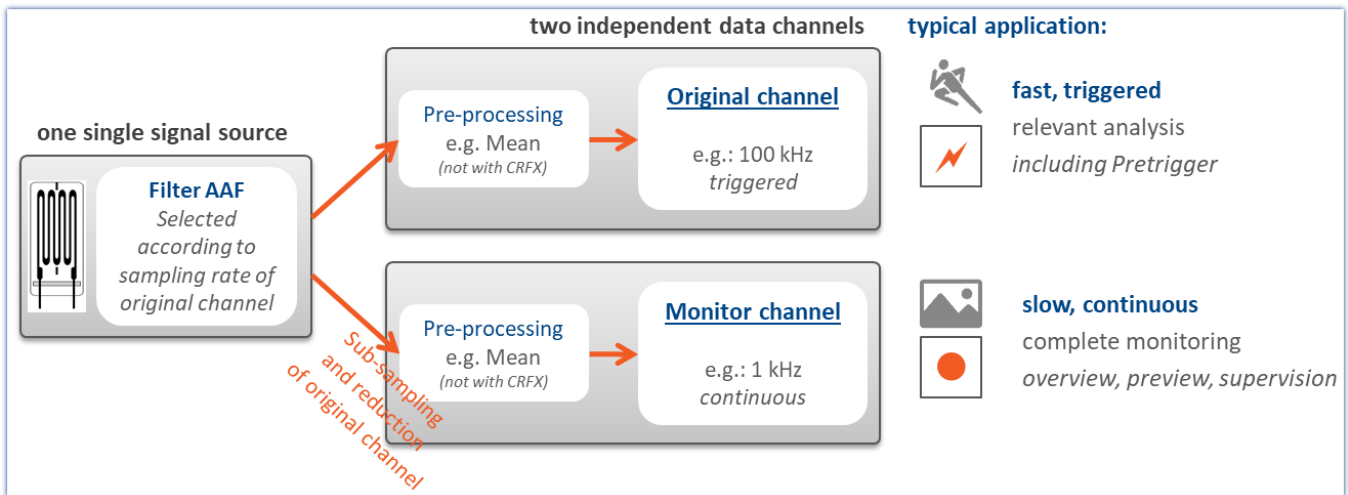 two independent data channels
typical application:
one single signal source
Filter AAF
Selected
according to
sampling rate of
original channel
Pre-processing
e.g. Mean
(not with CRFX)
Original channel
e.g.: 100 kHz
triggered
fast, triggered
relevant analysis
including Pretrigger
Sub-sampling
and reduction
of original channel
Pre-processing
e.g. Mean
(not with CRFX)
Monitor channel
e.g.: 1 kHz
continuous
slow, continuous
complete monitoring
overview, preview, supervision